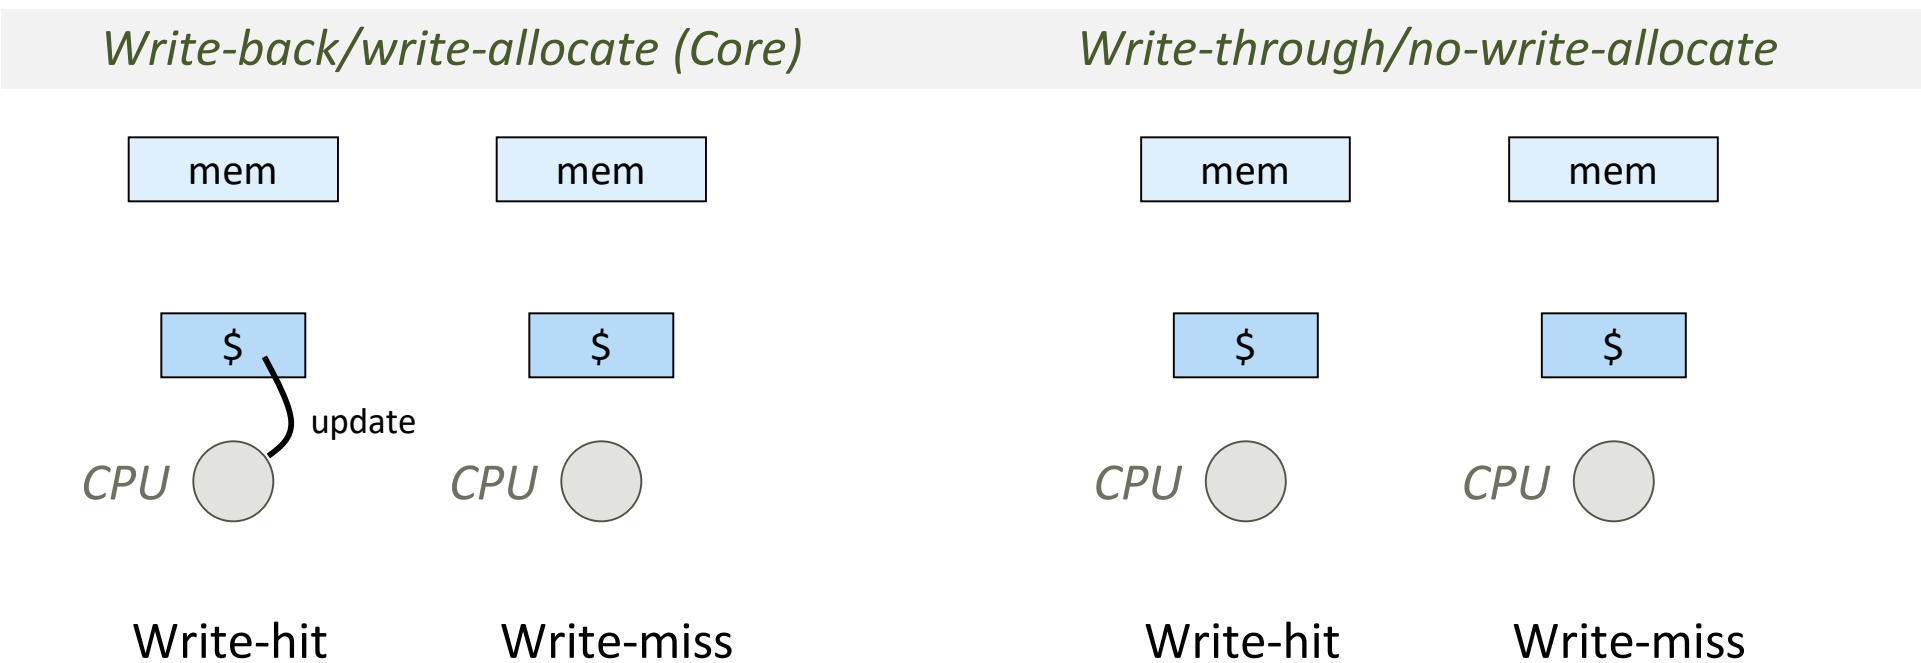 Write-back/write-allocate (Core)
Write-through/no-write-allocate
mem
mem
mem
mem
$
$
$
$
update
CPU
CPU
CPU
CPU
Write-hit
Write-miss
Write-hit
Write-miss